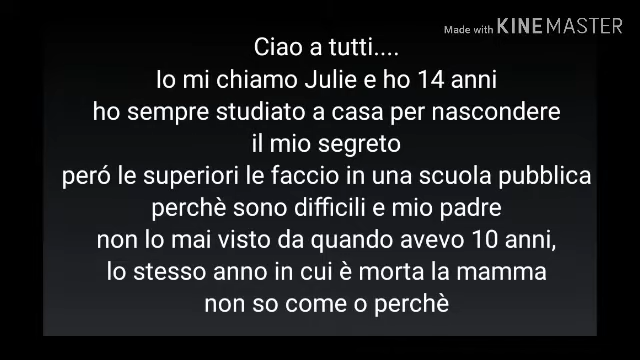 Made with KINEMASTER
Ciao a tutti....
Io mi chiamo Julie e ho 14 anni
ho sempre studiato a casa per nascondere
il mio segreto
peró le superiori le faccio in una scuola pubblica
perchè sono difficili e mio padre
non lo mai visto da quando avevo 10 anni,
lo stesso anno in cui è morta la mamma
non so come o perchè